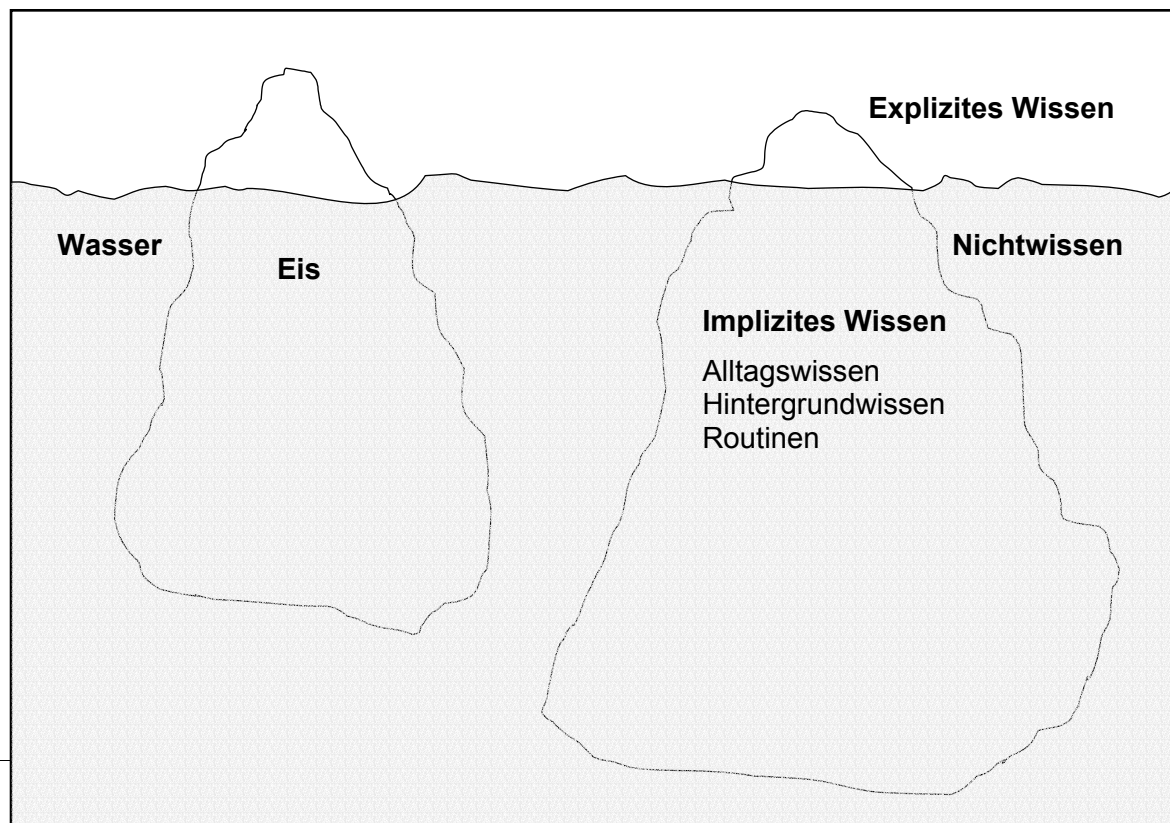 Explizites Wissen
Wasser
Eis
Nichtwissen
Implizites Wissen
Alltagswissen
Hintergrundwissen
Routinen